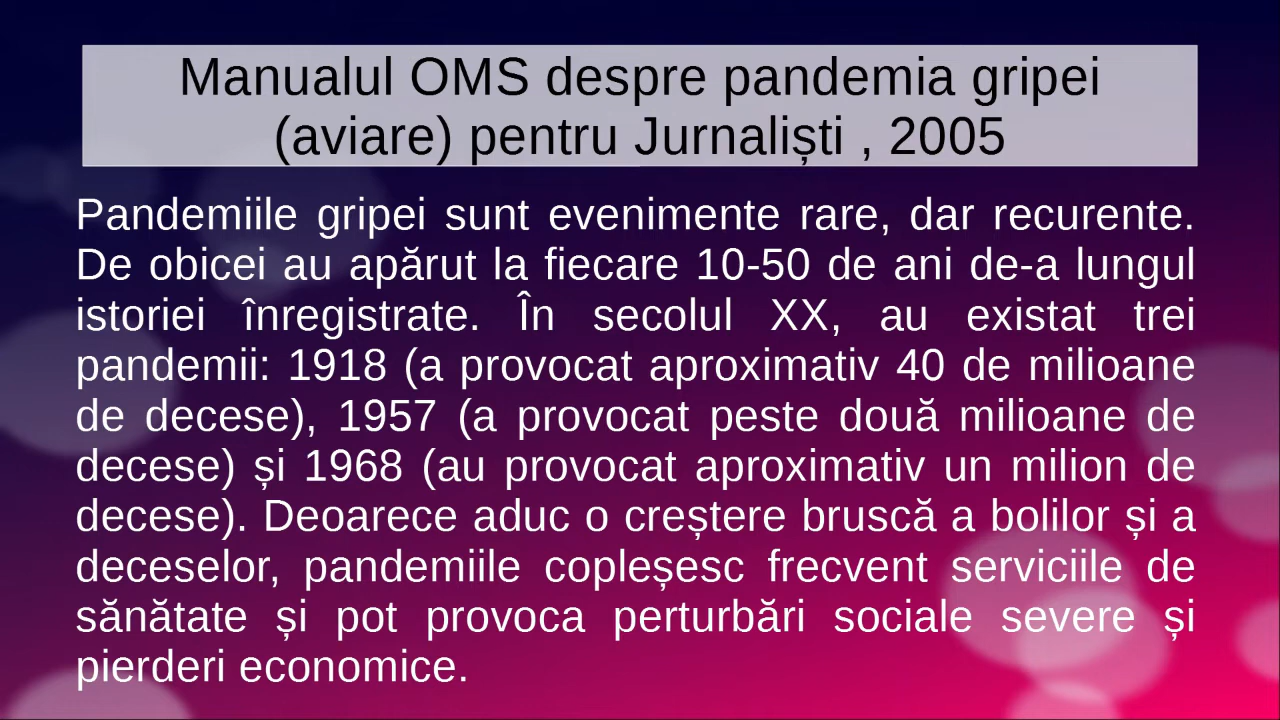 Manualul OMS despre pandemia gripei
(aviare) pentru Jurnaliști , 2005
Pandemiile gripei sunt evenimente rare, dar recurente.
De obicei au apărut la fiecare 10-50 de ani de-a lungul
istoriei înregistrate. În secolul XX, au existat trei
pandemii: 1918 (a provocat aproximativ 40 de milioane
de decese), 1957 (a provocat peste două milioane de
decese) și 1968 (au provocat aproximativ un milion de
decese). Deoarece aduc o creștere bruscă a bolilor și a
deceselor, pandemiile copleșesc frecvent serviciile de
sănătate și pot provoca perturbări sociale severe și
pierderi economice.